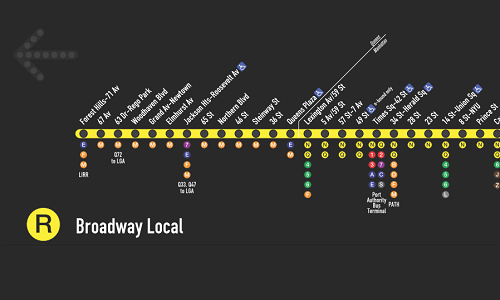 Queens
Manhattan
Forest Hills-71 Av
67 Av
63 Dr-Rego Park
Woodhaven Blvd
Grand Av-Newtown
Elmhurst Av
Jackson Hts-Roosevelt Av
65 St
Northern Blvd
46 St
Steinway St
36 St
Queens Plaza
Lexington Av/59 St
5 Av/59 St
57 St-7 Av
49 St
Times Sq-42 St
34 St-Herald Sq
28 St
23 St
14 St-Union Sq
8 St-NYU
Prince
E
F
M
LIRR
M
M
Q72
to LGA
M
M
M
7
E
F
M
Q33, Q47
to LGA
M
M
M
M
M
E
M
N
Q
4
5
6
F
N
Q
N
Q
N
Q
N
Q
1
2
3
7
A
C
E
S
Port
Authority
Bus
Terminal
N
Q
B
D
F
M
PATH
N
N
N
Q
4
5
6
L
N
N
R
Broadway Local